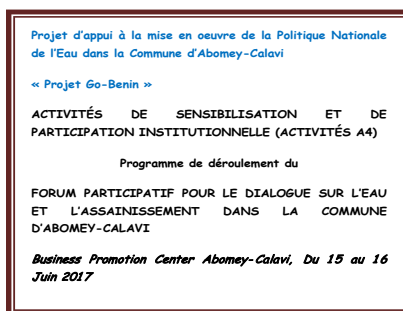 Projet d'appui à la mise en oeuvre de la Politique Nationale
de l'Eau dans la Commune d'Abomey-Calavi
« Projet Go-Benin »
ACTIVITÉS DE SENSIBILISATION ET DE
PARTICIPATION INSTITUTIONNELLE (ACTIVITÉS A4)
Programme de déroulement du
FORUM PARTICIPATIF POUR LE DIALOGUE SUR L'EAU
ET L'ASSAINISSEMENT DANS LA COMMUNE
D'ABOMEY-CALAVI
Business Promotion Center Abomey-Calavi, Du 15 au 16
Juin 2017